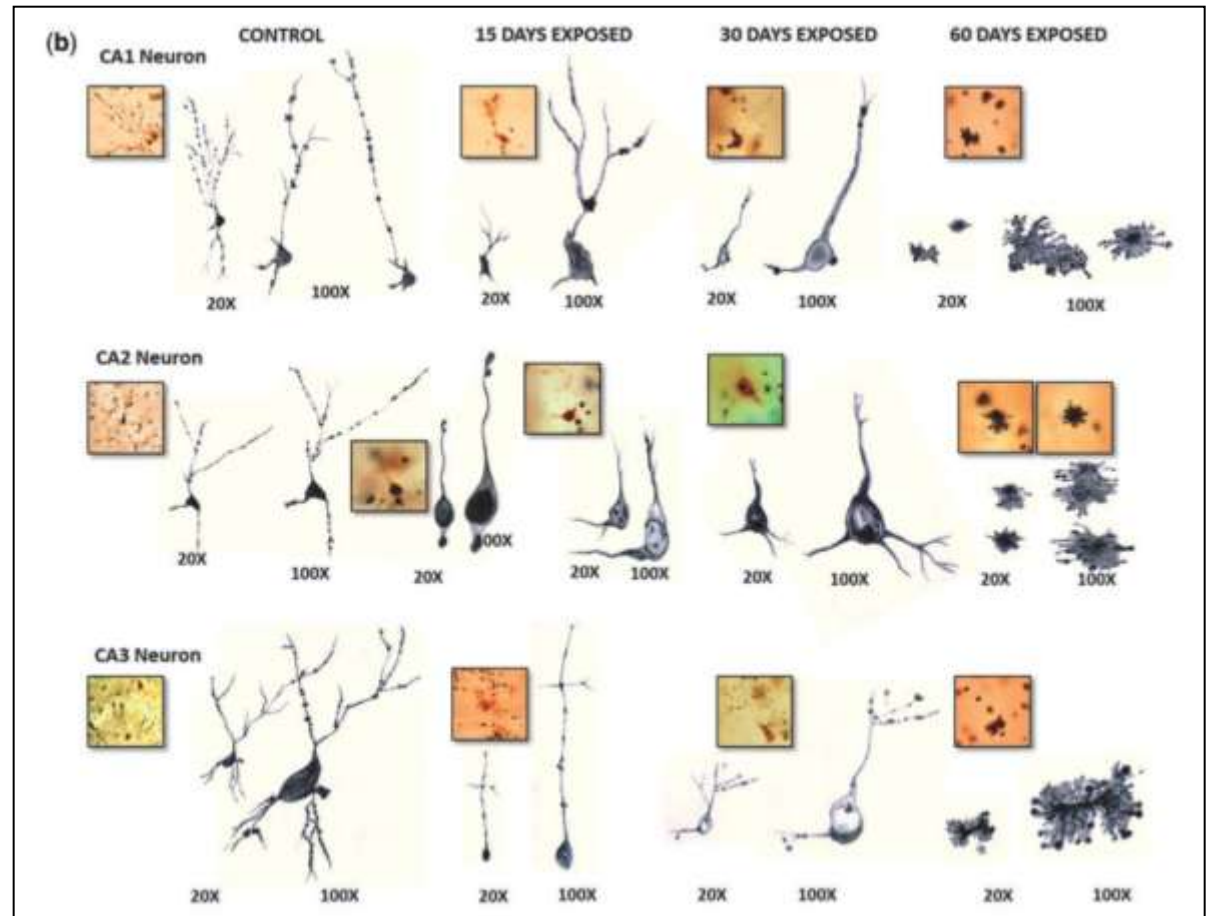 (b)
CONTROL 15 DAYS EXPOSED 30 DAYS EXPOSED 60 DAYS EXPOSED
CA1 Neuron
20X 100X 20X 100X 20X 100X 20X 100X
CA2 Neuron
20X 100X 20X 100X 20X 100X 20X 100X 20X 100X
CA3 Neuron
20X 100X 20X 100X 20X 100X 20X 100X